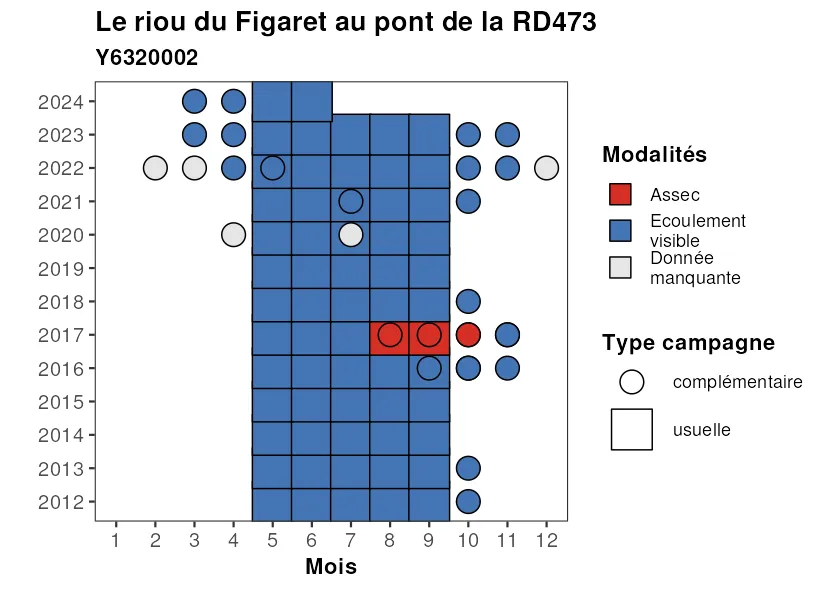 Le riou du Figaret au pont de la RD473
Y6320002
2024
2023
2022
2021
2020
2019
2018
2017
2016
2015
2014
2013
2012
1 2 3 4 5 6 7 8 9 10 11 12
Mois
Modalités
Assec
Ecoulement
visible
Donnée
manquante
Type campagne
complémentaire
usuelle